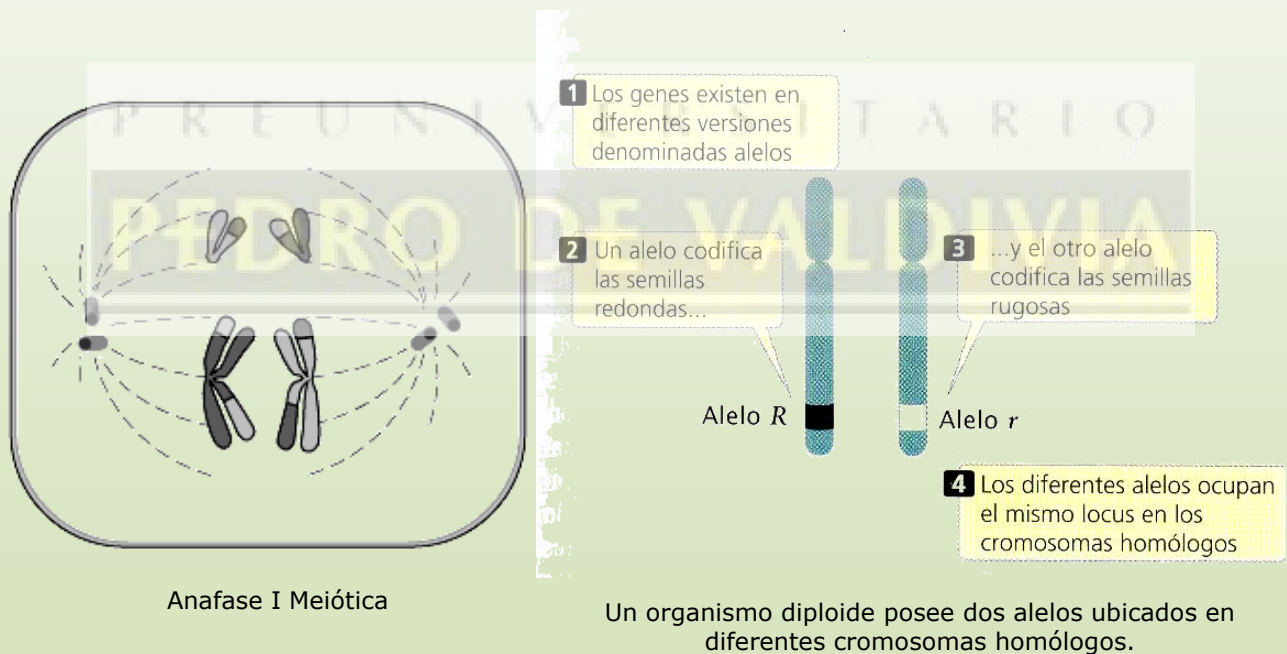 PREUNIVERSITARIO
PEDRO DE VALDIVIA
1 Los genes existen en
diferentes versiones
denominadas alelos
2 Un alelo codifica
las semillas
redondas...
3 ...y el otro alelo
codifica las semillas
rugosas
Alelo R
Alelo r
4 Los diferentes alelos ocupan
el mismo locus en los
cromosomas homólogos
Anafase I Meiótica
Un organismo diploide posee dos alelos ubicados en
diferentes cromosomas homólogos.